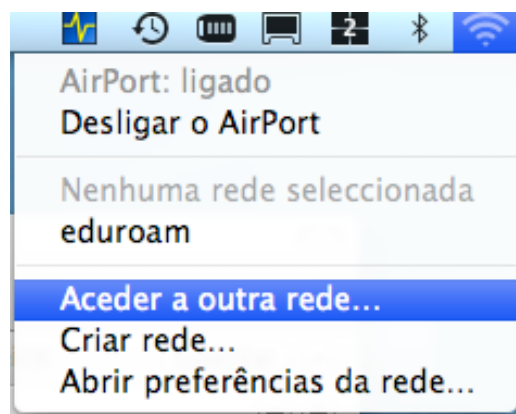 2
AirPort: ligado
Desligar o AirPort
Nenhuma rede seleccionada
eduroam
Aceder a outra rede...
Criar rede...
Abrir preferências da rede...